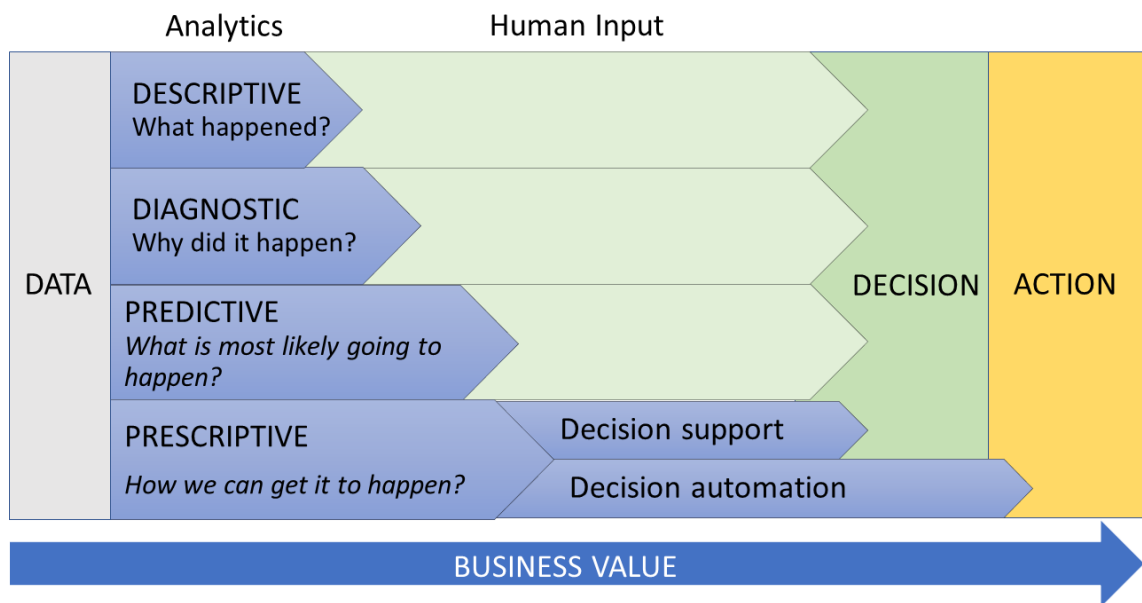 Analytics
Human Input
DESCRIPTIVE
What happened?
DIAGNOSTIC
Why did it happen?
DATA
DECISION
ACTION
PREDICTIVE
What is most likely going to
happen?
PRESCRIPTIVE
How we can get it to happen?
Decision support
Decision automation
BUSINESS VALUE